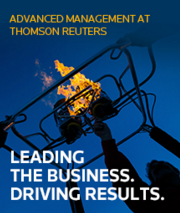 ADVANCED MANAGEMENT AT
THOMSON REUTERS
LEADING
THE BUSINESS.
DRIVING RESULTS.